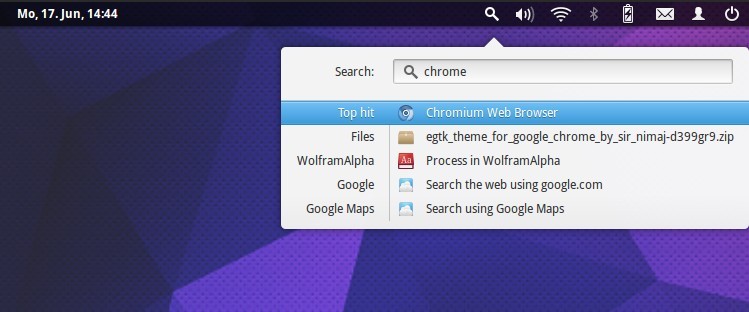 Mo, 17. Jun, 14:44
Search: chrome
Top hit Chromium Web Browser
Files egtk_theme_for_google_chrome_by_sir_nimaj-d399gr9.zip
WolframAlpha Aa Process in WolframAlpha
Google Search the web using google.com
Google Maps Search using Google Maps